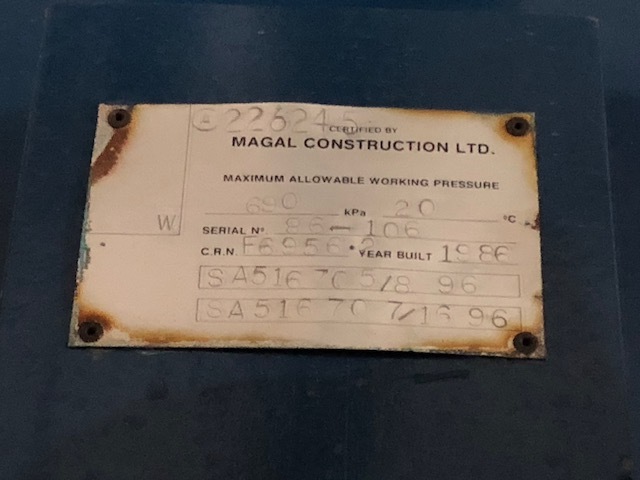 A 226245
CERTIFIED BY
MAGAL CONSTRUCTION LTD.
MAXIMUM ALLOWABLE WORKING PRESSURE
690 kPa 20 °C
W
SERIAL Nº. 86-106
C.R.N. F6956.2 YEAR BUILT 1986
SA516 70 5/8 96
SA516 70 7/16 96